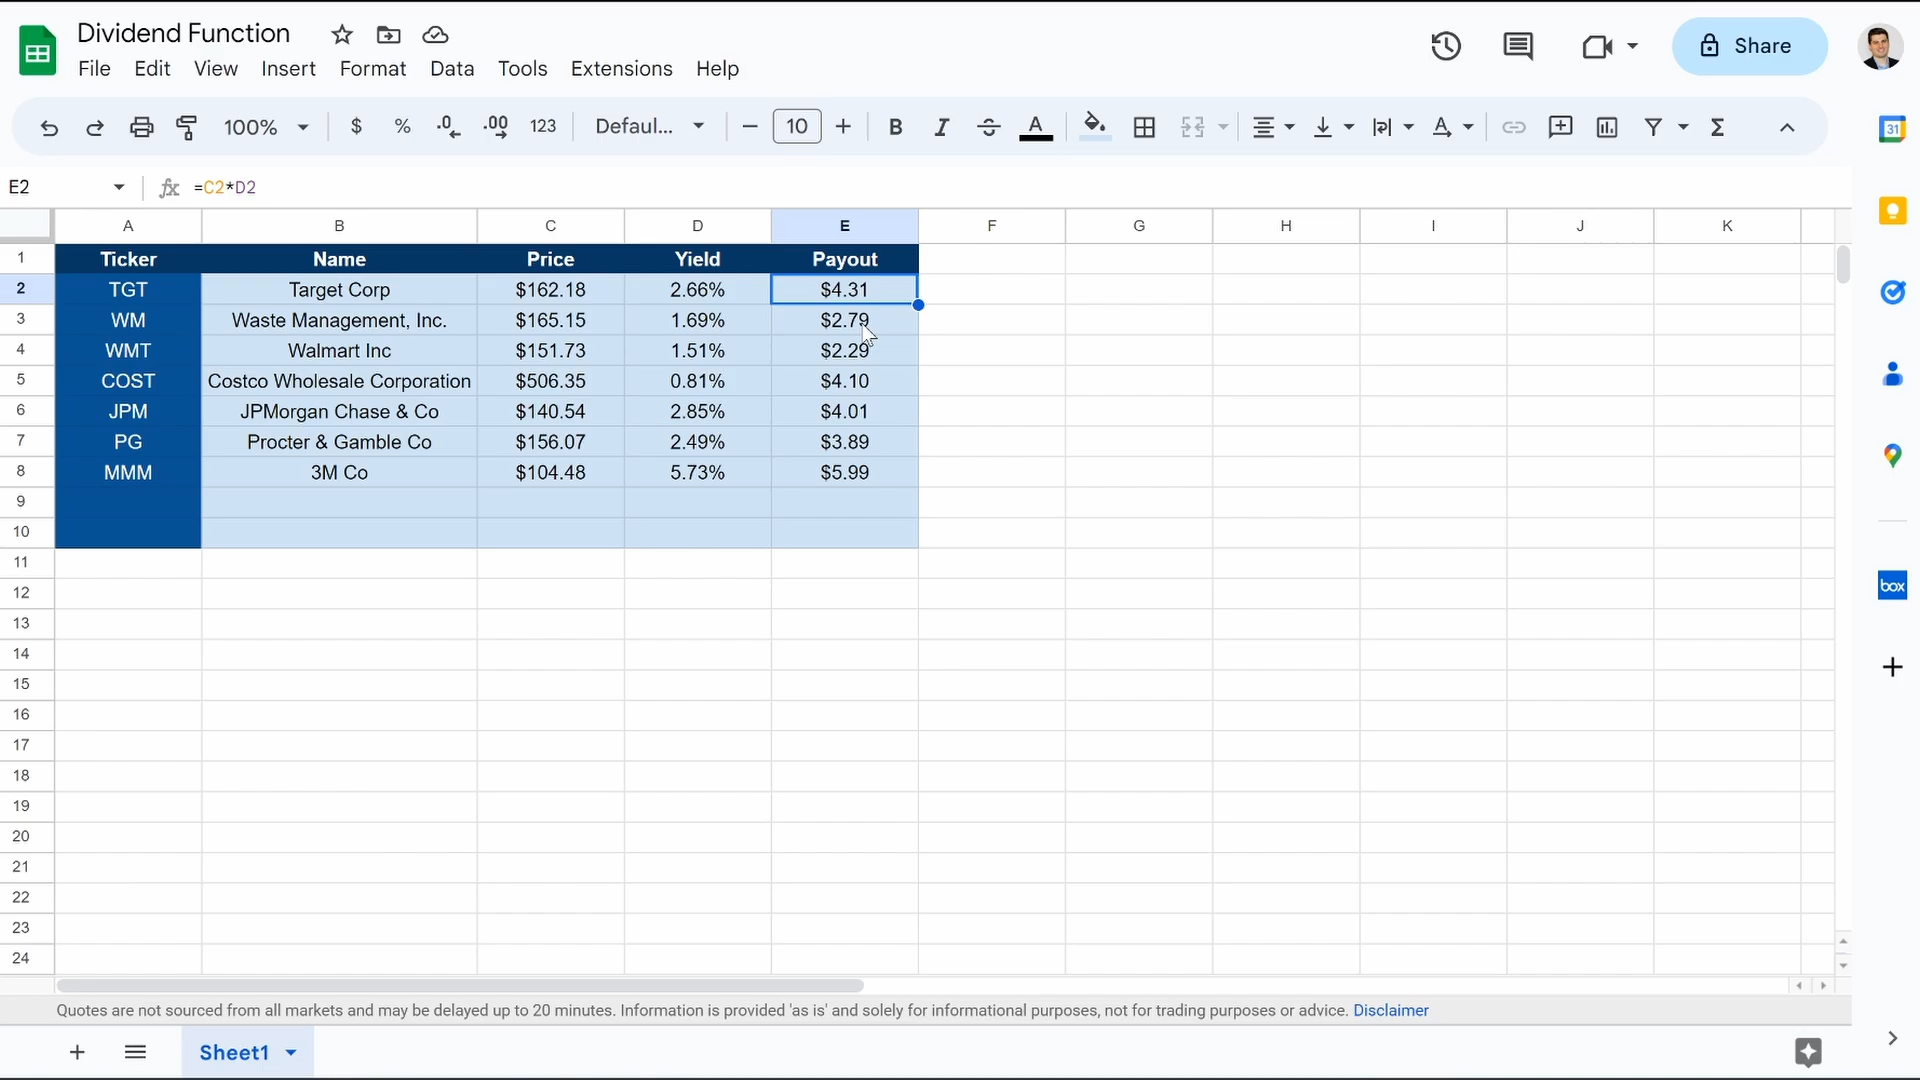 Dividend Function
File Edit View Insert Format Data Tools Extensions Help
Share
100% $ % .0 .00 123 Defaul... 10 B I S A A
31
E2 fx =C2*D2
A B C D E F G H I J K
1 Ticker Name Price Yield Payout
2 TGT Target Corp $162.18 2.66% $4.31
3 WM Waste Management, Inc. $165.15 1.69% $2.79
4 WMT Walmart Inc $151.73 1.51% $2.29
5 COST Costco Wholesale Corporation $506.35 0.81% $4.10
6 JPM JPMorgan Chase & Co $140.54 2.85% $4.01
7 PG Procter & Gamble Co $156.07 2.49% $3.89
8 MMM 3M Co $104.48 5.73% $5.99
9
10
11
12
box
13
14
15
16
17
18
19
20
21
22
23
24
Quotes are not sourced from all markets and may be delayed up to 20 minutes. Information is provided 'as is' and solely for informational purposes, not for trading purposes or advice. Disclaimer
Sheet1